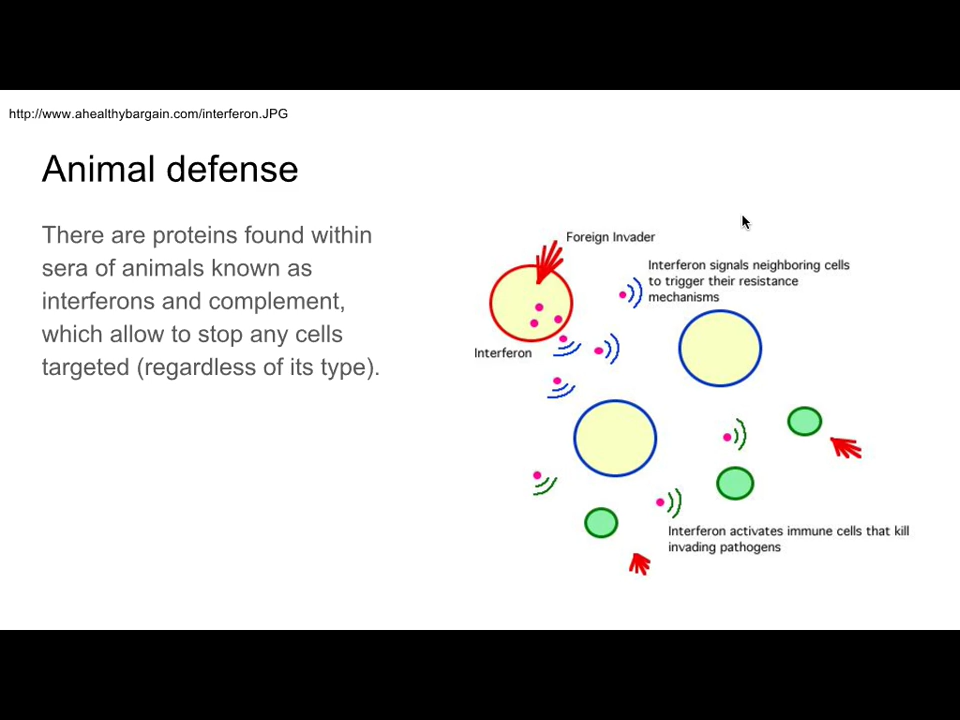 http://www.ahealthybargain.com/interferon.JPG
Animal defense
There are proteins found within
sera of animals known as
interferons and complement,
which allow to stop any cells
targeted (regardless of its type).
Foreign Invader
Interferon signals neighboring cells
to trigger their resistance
mechanisms
Interferon
Interferon activates immune cells that kill
invading pathogens